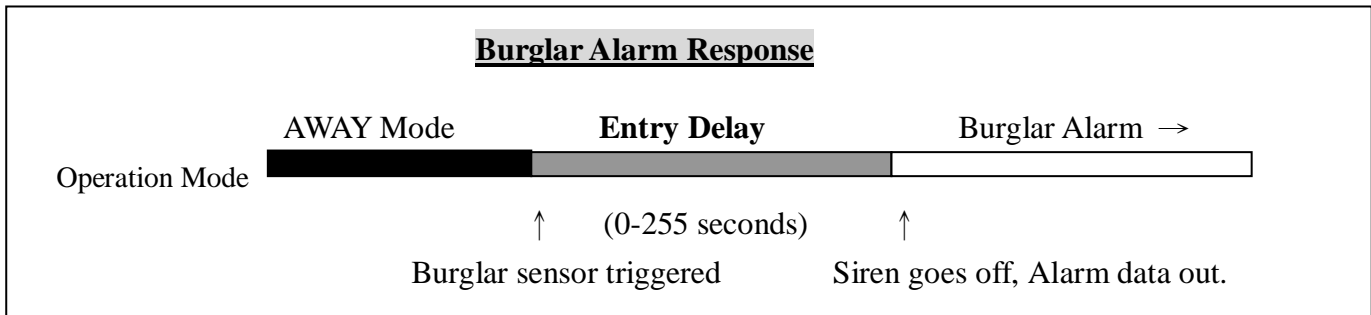 Burglar Alarm Response
AWAY Mode Entry Delay Burglar Alarm →
Operation Mode
↑ (0-255 seconds) ↑
Burglar sensor triggered Siren goes off, Alarm data out.